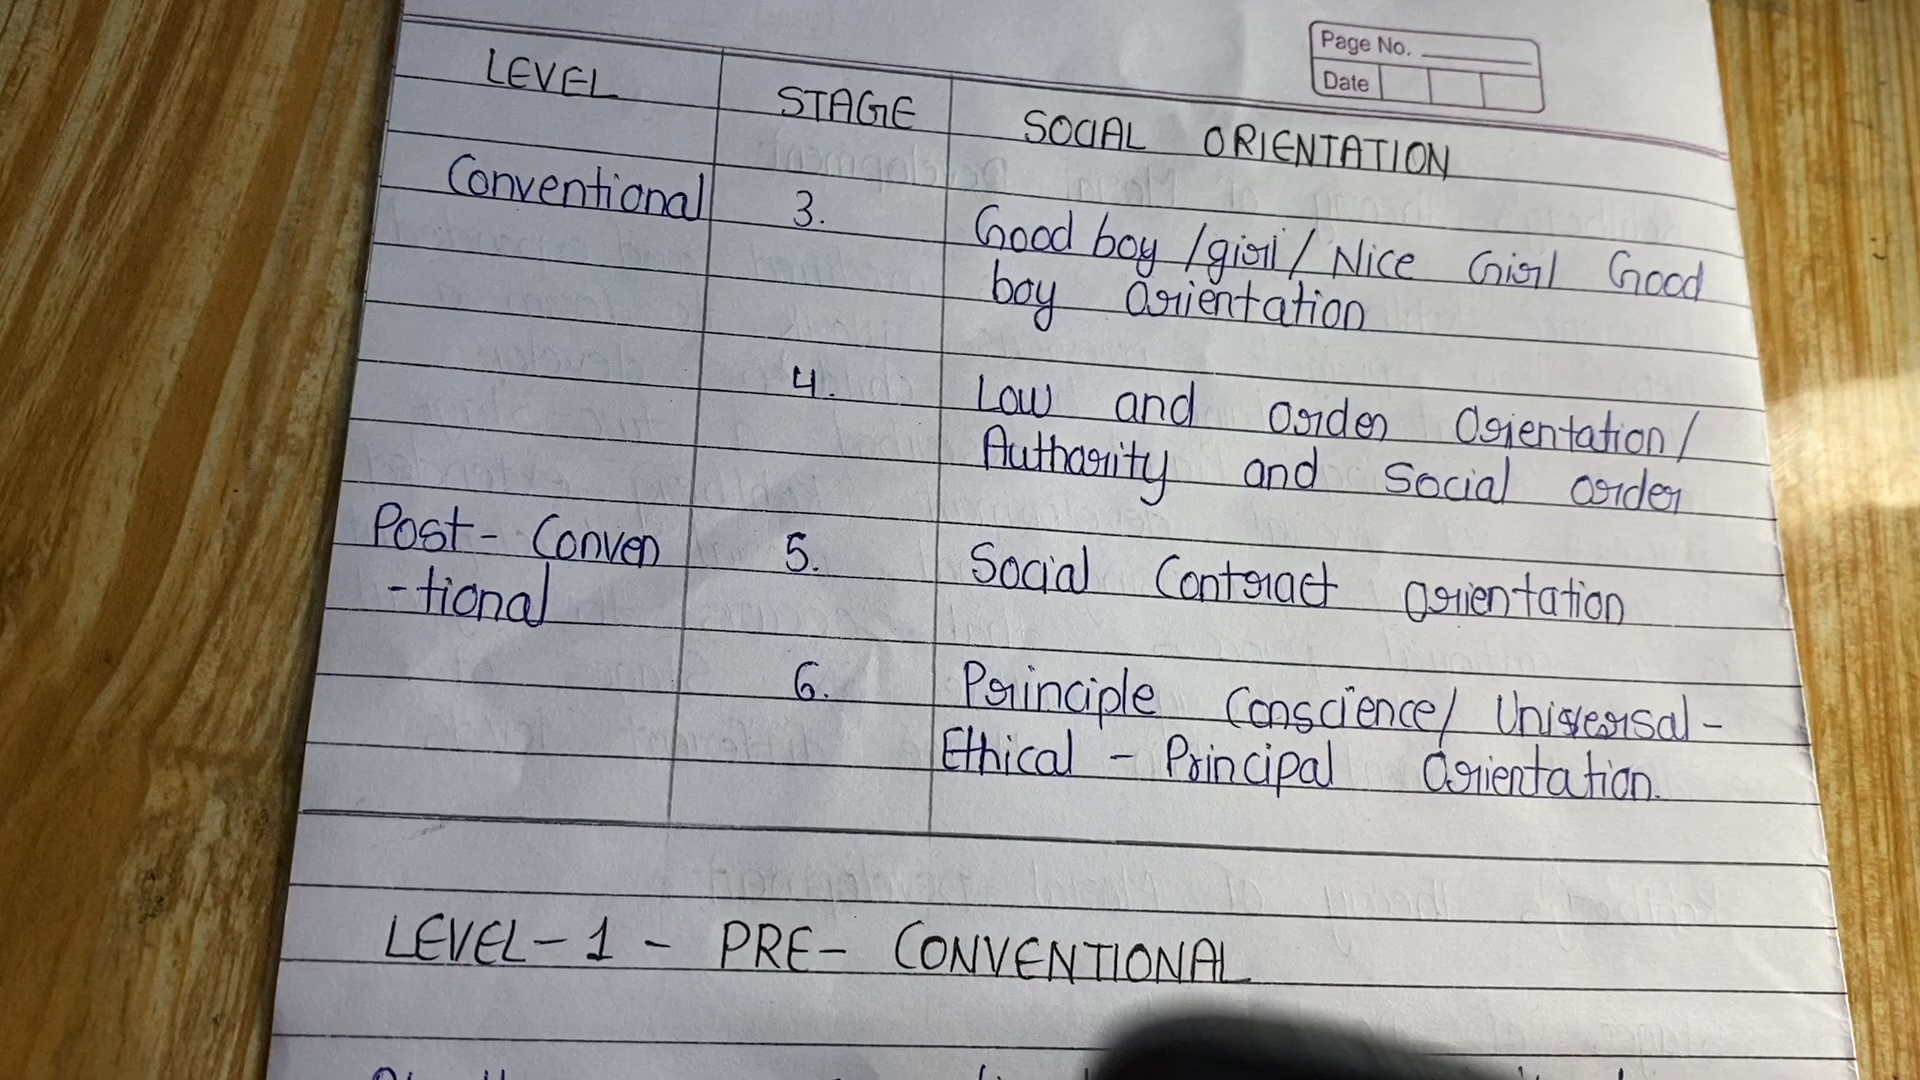 Page No.
Date
LEVEL STAGE SOCIAL ORIENTATION
Conventional 3. Good boy /girl / Nice Girl Good
boy orientation
4. Low and order Orientation/
Autharity and Social order
Post - Conven 5. Social Contract orientation
- tional
6. Principle Conscience/ Universal -
Ethical - Principal Orientation.
LEVEL - 1 - PRE - CONVENTIONAL